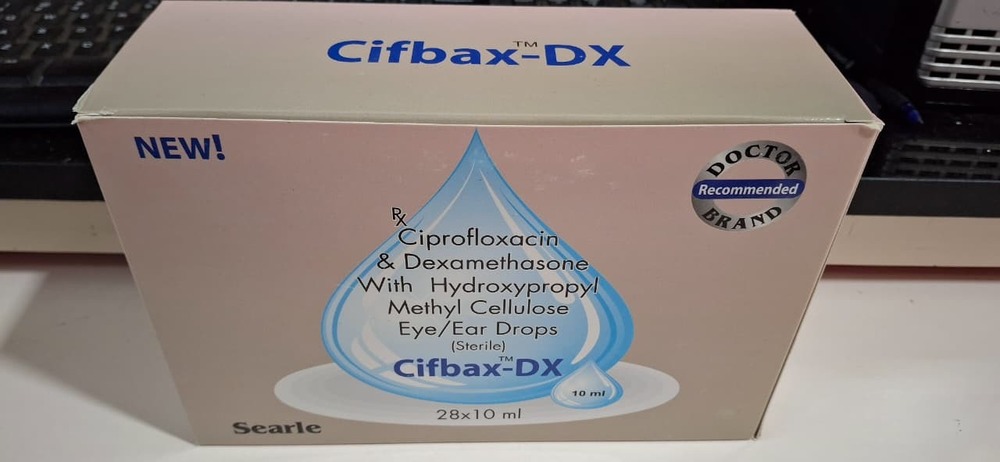 Cifbax™-DX
NEW!
DOCTOR
Recommended
BRAND
Rx
Ciprofloxacin
& Dexamethasone
With Hydroxypropyl
Methyl Cellulose
Eye/Ear Drops
(Sterile)
Cifbax™-DX
10 ml
28x10 ml
Searle